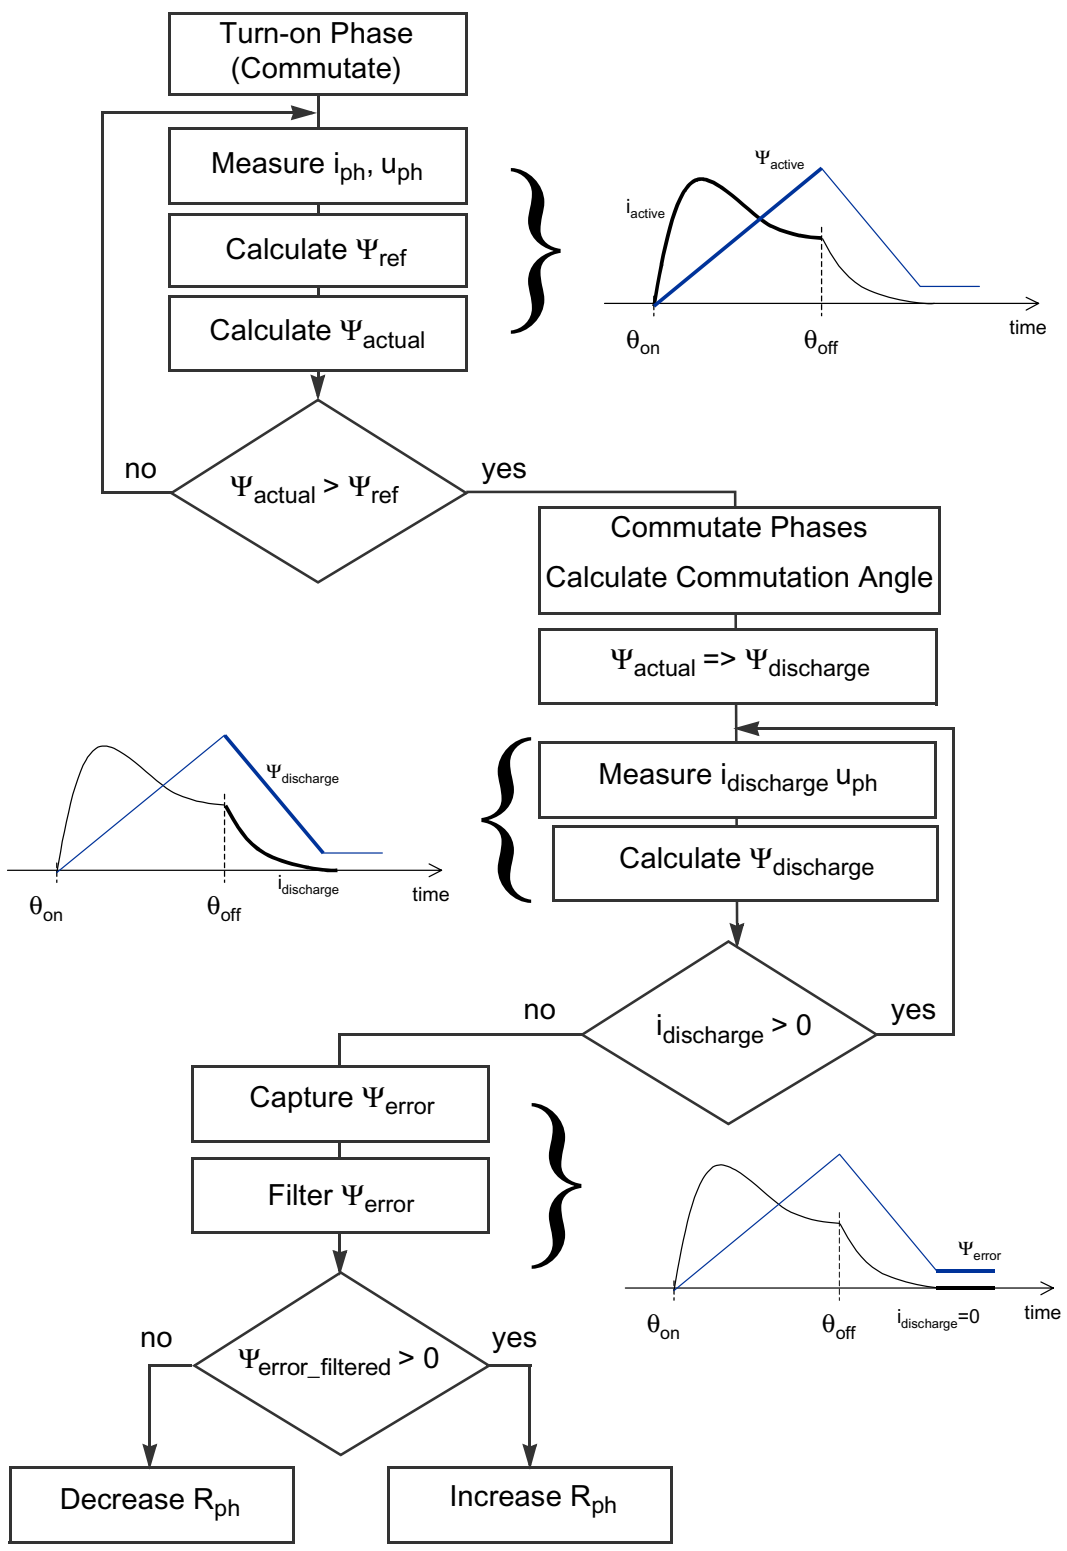 Turn-on Phase
(Commutate)
Measure iph, uph
Calculate Ψref
Calculate Ψactual
Ψactive
iactive
θon
θoff
time
no
Ψactual > Ψref
yes
Commutate Phases
Calculate Commutation Angle
Ψactual => Ψdischarge
Measure idischarge uph
Calculate Ψdischarge
Ψdischarge
idischarge
θon
θoff
time
no
idischarge > 0
yes
Capture Ψerror
Filter Ψerror
Ψerror
θon
θoff
idischarge=0
time
no
Ψerror_filtered > 0
yes
Decrease Rph
Increase Rph